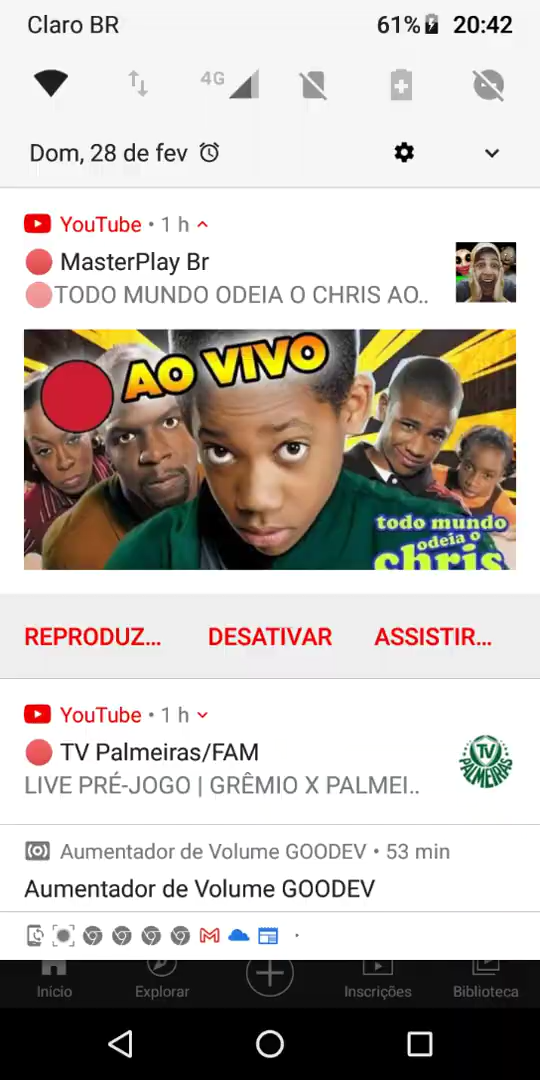 Claro BR 61% 20:42
4G
Dom, 28 de fev
YouTube • 1 h
MasterPlay Br
TODO MUNDO ODEIA O CHRIS AO..
AO VIVO
todo mundo
odeia o
chris
REPRODUZ... DESATIVAR ASSISTIR...
YouTube • 1 h
TV Palmeiras/FAM
LIVE PRÉ-JOGO | GRÊMIO X PALMEI..
TV
PALMEIRAS
Aumentador de Volume GOODEV • 53 min
Aumentador de Volume GOODEV
Início Explorar Inscrições Biblioteca